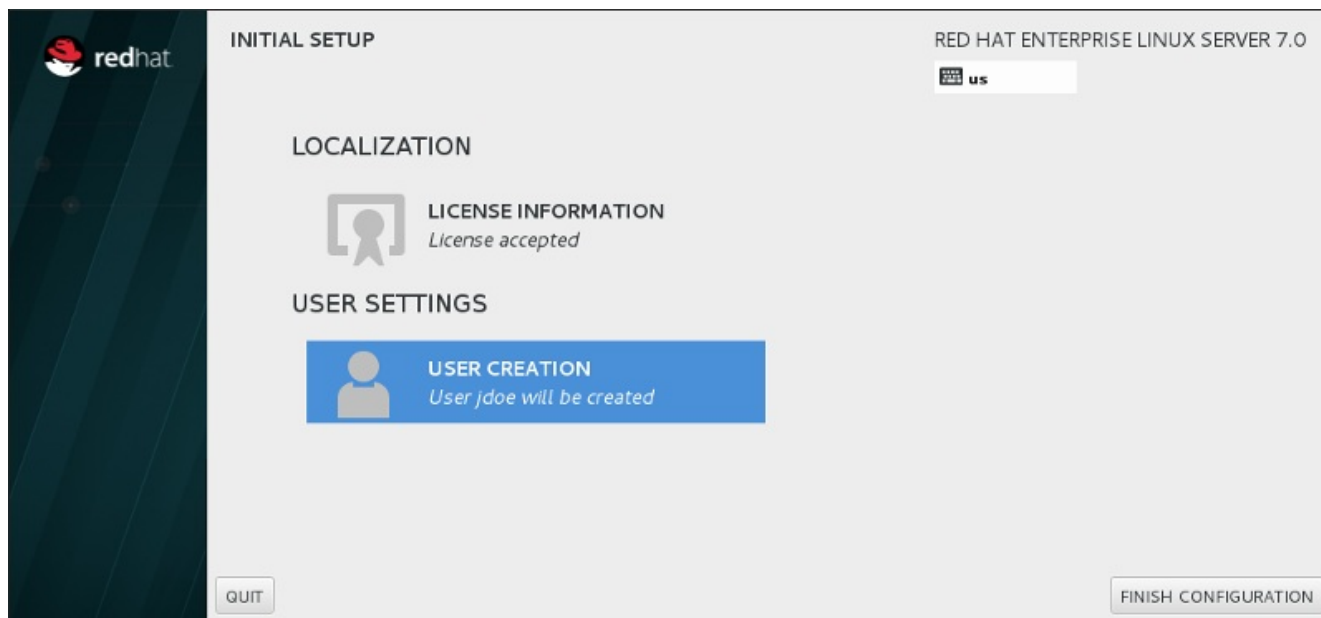 redhat.
INITIAL SETUP
RED HAT ENTERPRISE LINUX SERVER 7.0
us
LOCALIZATION
LICENSE INFORMATION
License accepted
USER SETTINGS
USER CREATION
User jdoe will be created
QUIT
FINISH CONFIGURATION